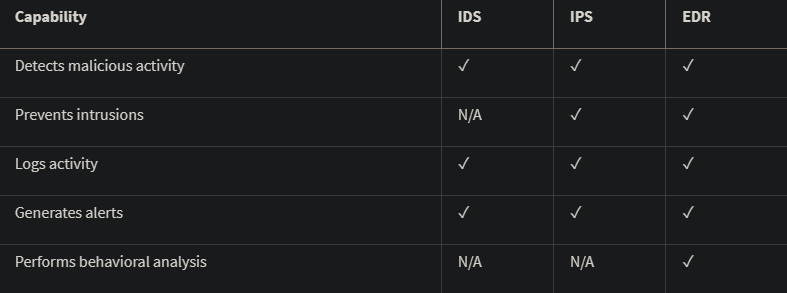 Capability IDS IPS EDR
Detects malicious activity ✓ ✓ ✓
Prevents intrusions N/A ✓ ✓
Logs activity ✓ ✓ ✓
Generates alerts ✓ ✓ ✓
Performs behavioral analysis N/A N/A ✓